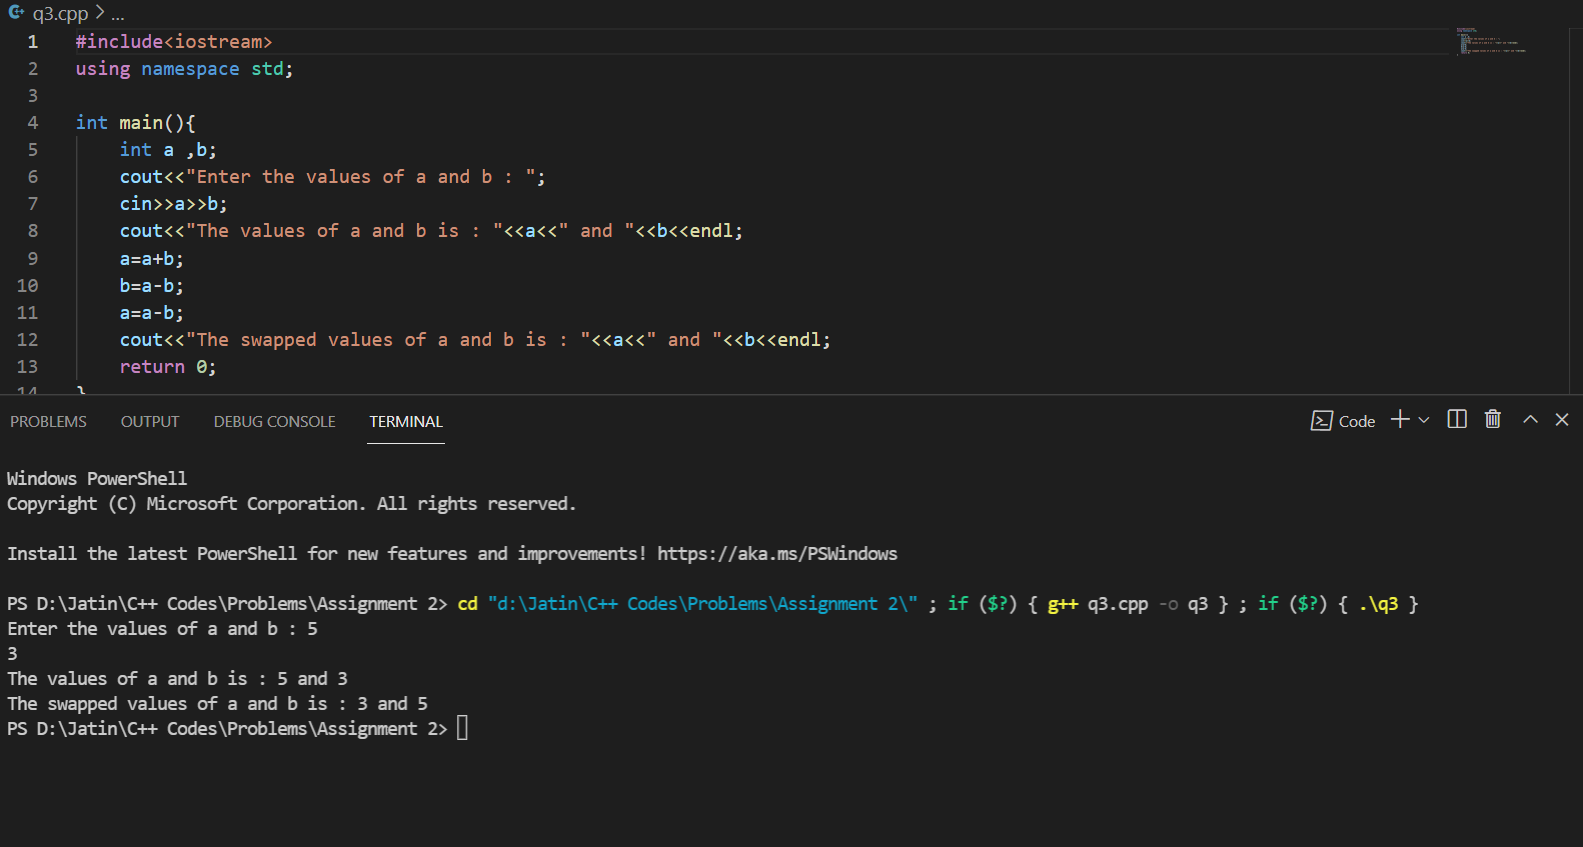 q3.cpp > ...
1 #include<iostream>
2 using namespace std;
3
4 int main(){
5 int a ,b;
6 cout<<"Enter the values of a and b : ";
7 cin>>a>>b;
8 cout<<"The values of a and b is : "<<a<<" and "<<b<<endl;
9 a=a+b;
10 b=a-b;
11 a=a-b;
12 cout<<"The swapped values of a and b is : "<<a<<" and "<<b<<endl;
13 return 0;
14 }
PROBLEMS OUTPUT DEBUG CONSOLE TERMINAL Code
Windows PowerShell
Copyright (C) Microsoft Corporation. All rights reserved.
Install the latest PowerShell for new features and improvements! https://aka.ms/PSWindows
PS D:\Jatin\C++ Codes\Problems\Assignment 2> cd "d:\Jatin\C++ Codes\Problems\Assignment 2\" ; if ($?) { g++ q3.cpp -o q3 } ; if ($?) { .\q3 }
Enter the values of a and b : 5
3
The values of a and b is : 5 and 3
The swapped values of a and b is : 3 and 5
PS D:\Jatin\C++ Codes\Problems\Assignment 2>